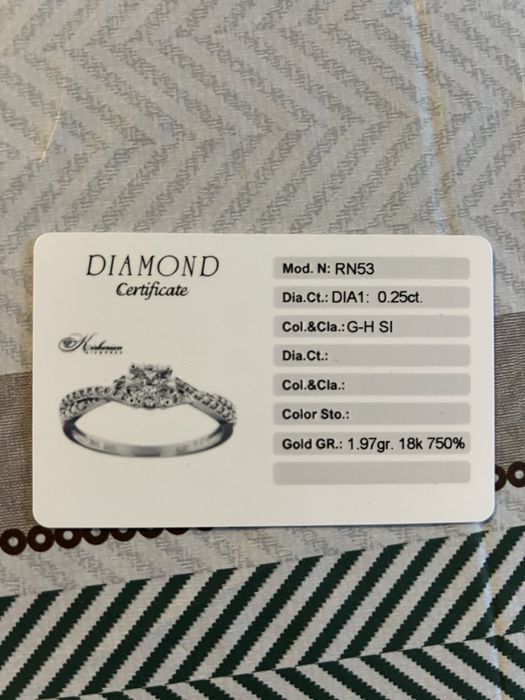 DIAMOND
Certificate
DIAMONDS
Mod. N: RN53
Dia.Ct.: DIA1: 0.25ct.
Col.&Cla.:G-H SI
Dia.Ct.:
Col.&Cla.:
Color Sto.:
Gold GR.: 1.97gr. 18k 750%